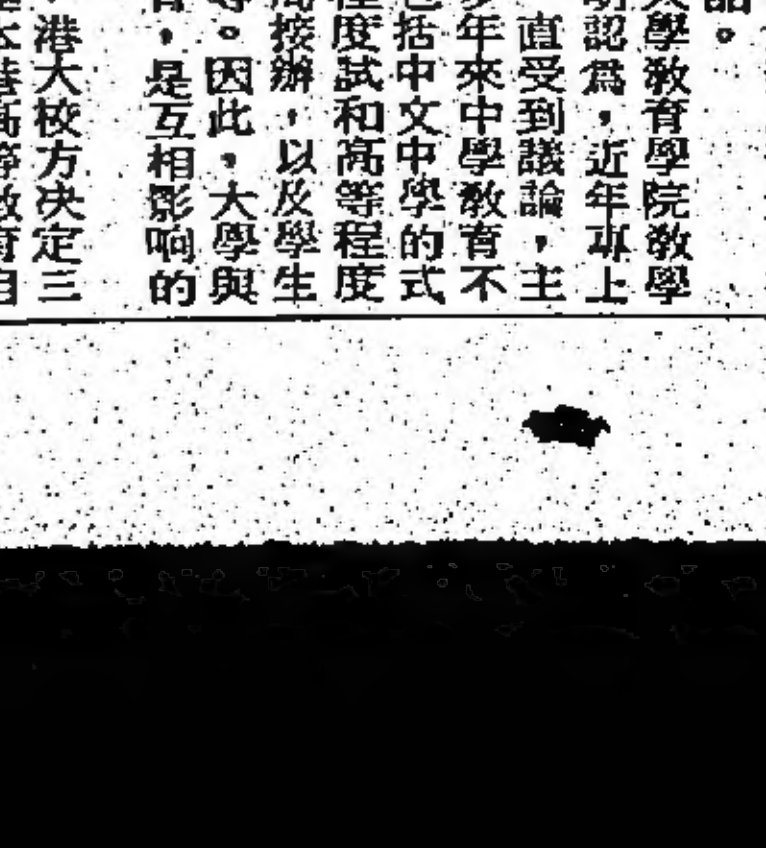 。
學教育學院教學
認爲，近年專上
直受到議論，主
年來中學教育不
括中文中學的式
度試和高等程度
接辦，以及學生
。因此，大學與
，是互相影响的
港大校方决定三